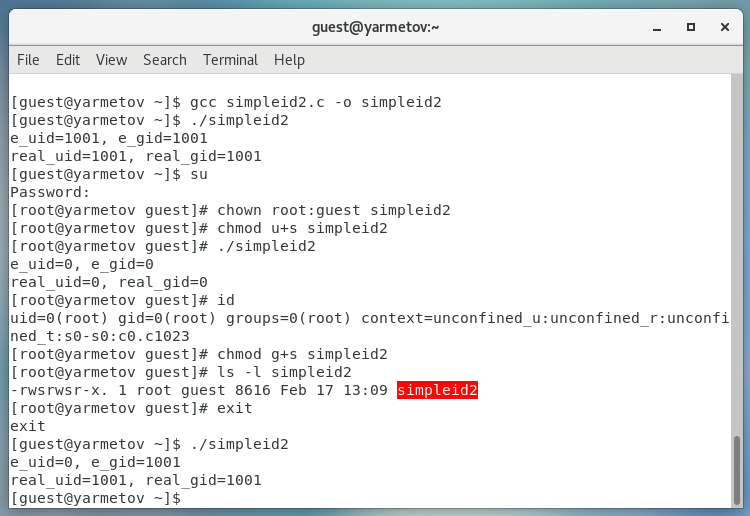 guest@yarmetov:~
File Edit View Search Terminal Help
[guest@yarmetov ~]$ gcc simpleid2.c -o simpleid2
[guest@yarmetov ~]$ ./simpleid2
e_uid=1001, e_gid=1001
real_uid=1001, real_gid=1001
[guest@yarmetov ~]$ su
Password:
[root@yarmetov guest]# chown root:guest simpleid2
[root@yarmetov guest]# chmod u+s simpleid2
[root@yarmetov guest]# ./simpleid2
e_uid=0, e_gid=0
real_uid=0, real_gid=0
[root@yarmetov guest]# id
uid=0(root) gid=0(root) groups=0(root) context=unconfined_u:unconfined_r:unconfi
ned_t:s0-s0:c0.c1023
[root@yarmetov guest]# chmod g+s simpleid2
[root@yarmetov guest]# ls -l simpleid2
-rwsrwsr-x. 1 root guest 8616 Feb 17 13:09 simpleid2
[root@yarmetov guest]# exit
exit
[guest@yarmetov ~]$ ./simpleid2
e_uid=0, e_gid=1001
real_uid=1001, real_gid=1001
[guest@yarmetov ~]$